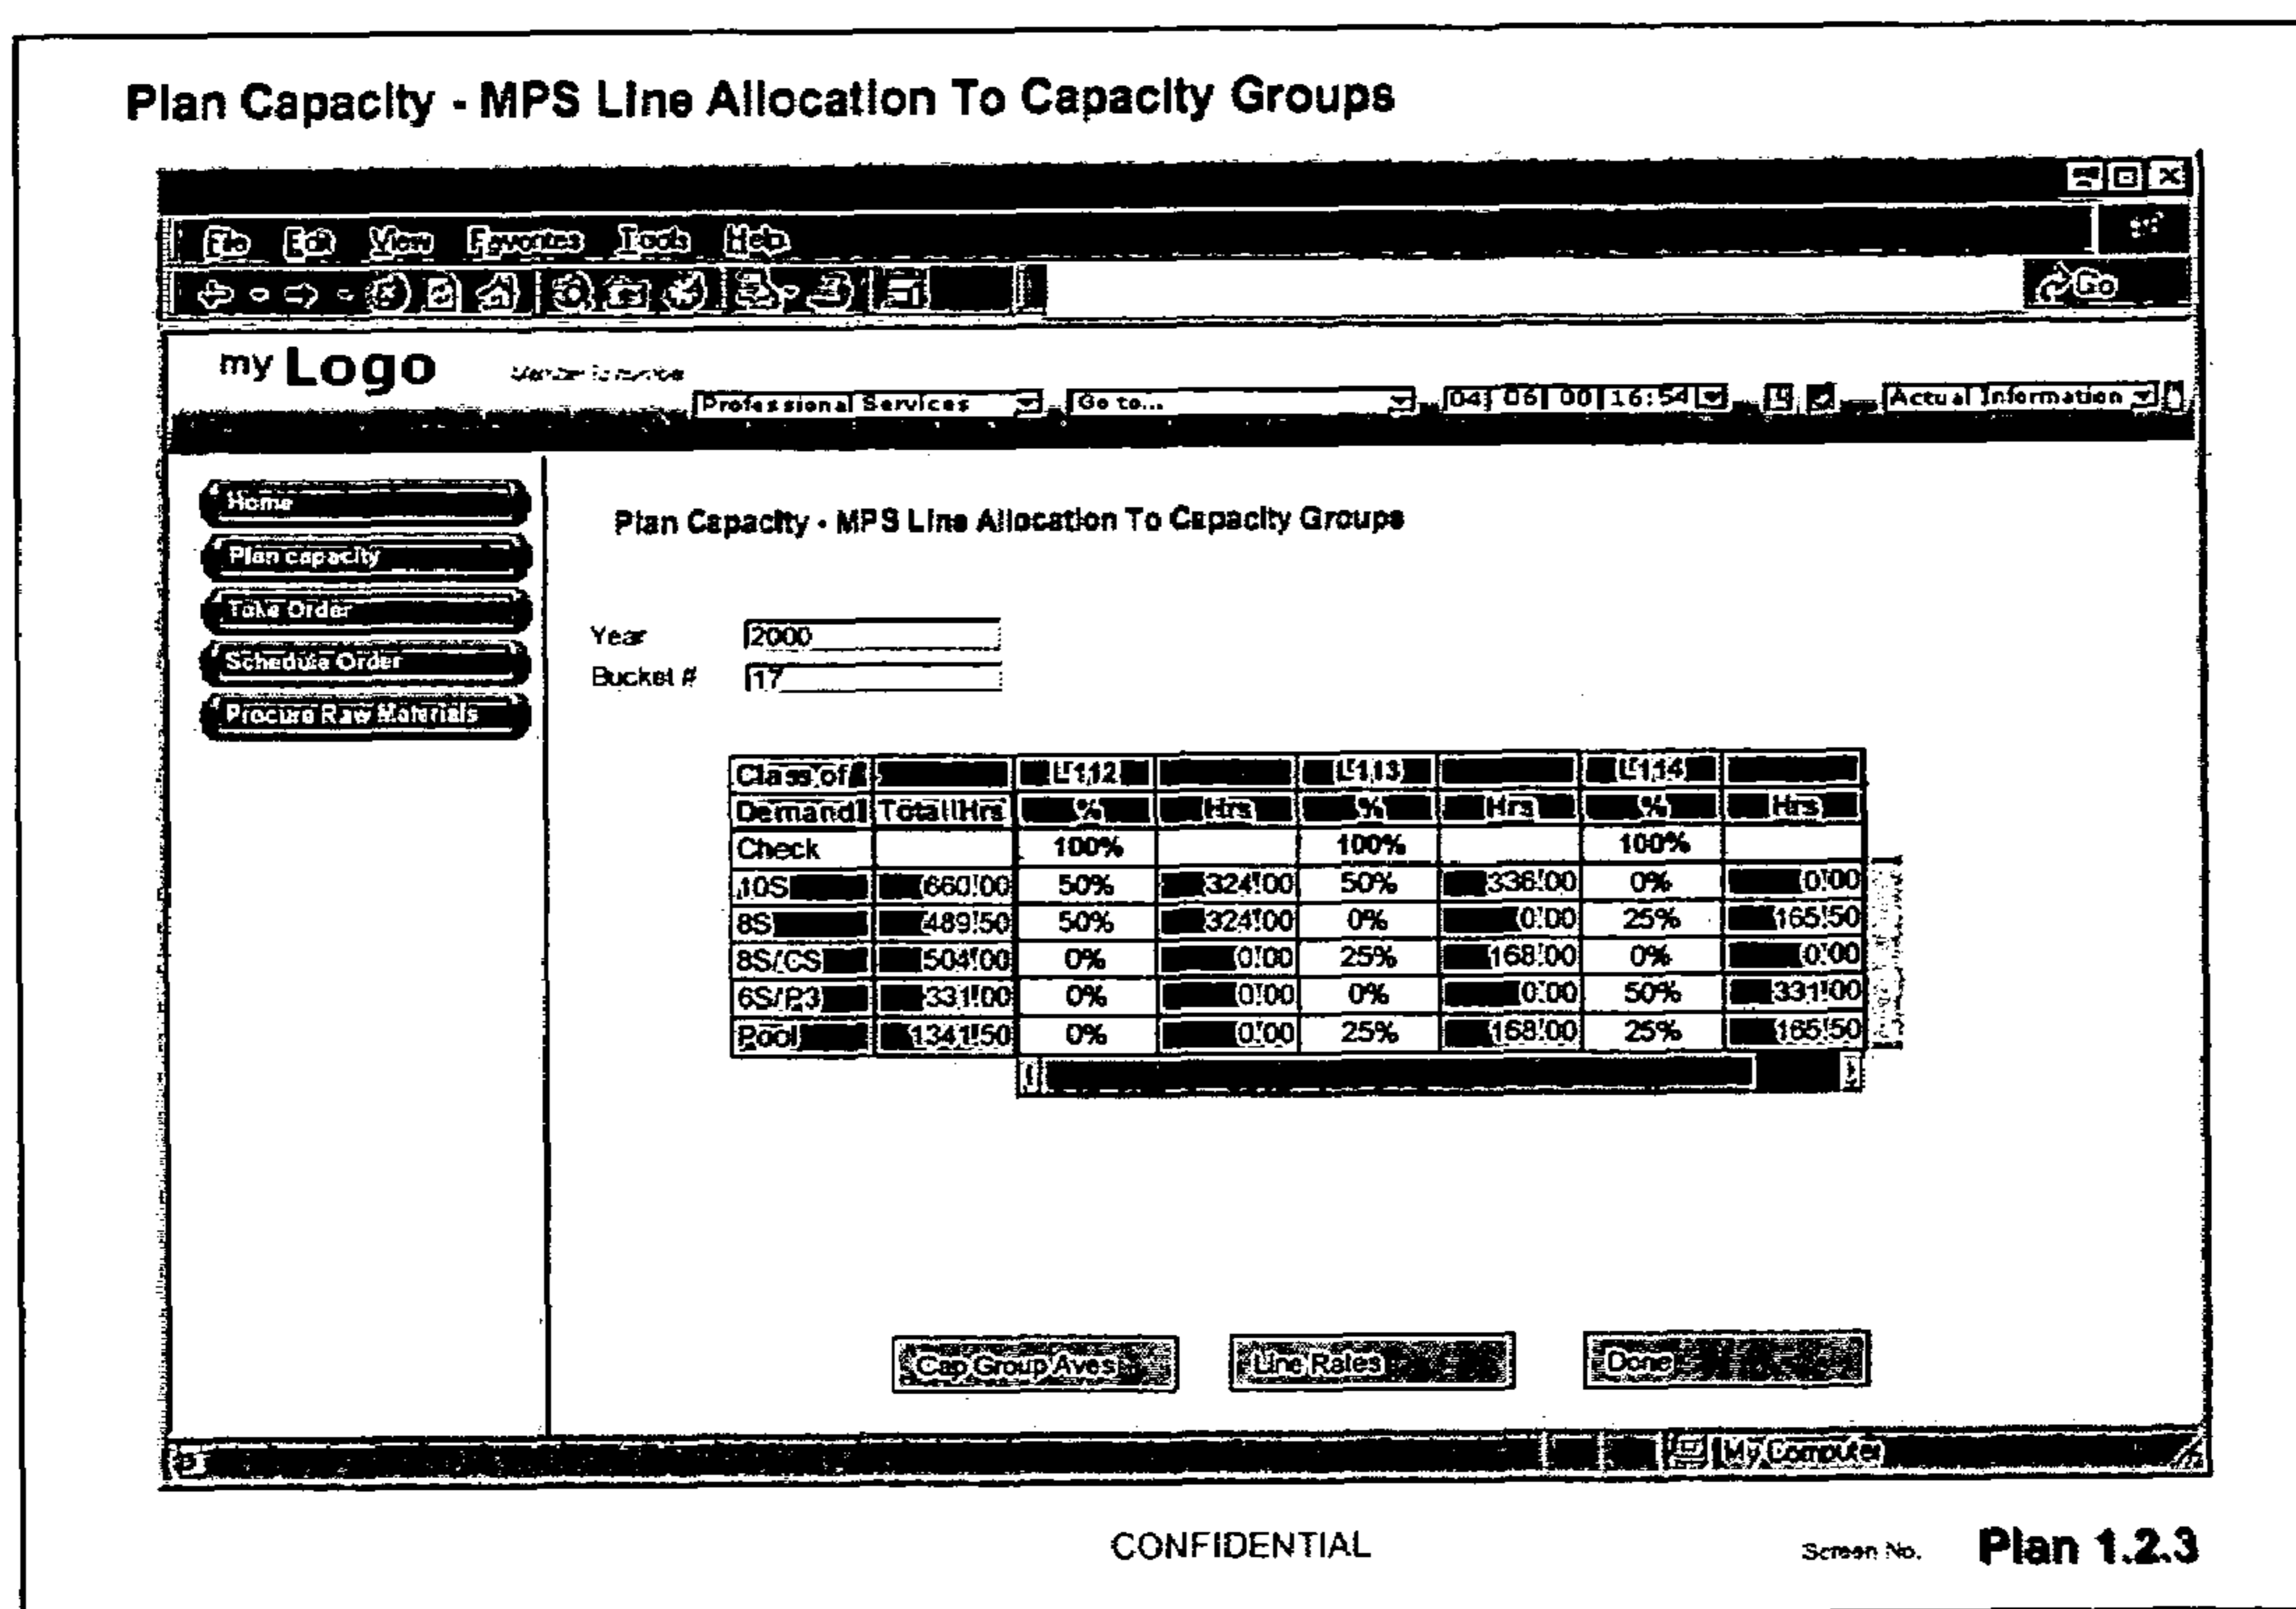 Plan Capacity - MPS Line Allocation To Capacity Groups
File Edit View Favorites Tools Help
Go
my Logo
Professional Services Go to... 04 06 00 16:54 Actual Information
Home
Plan capacity
Take Order
Schedule Order
Procure Raw Materials
Plan Capacity - MPS Line Allocation To Capacity Groups
Year 2000
Bucket # 17
Class of L112 L113 L114
Demand Total Hrs % Hrs % Hrs % Hrs
Check 100% 100% 100%
10S 660.00 50% 324.00 50% 336.00 0% 0.00
8S 489.50 50% 324.00 0% 0.00 25% 165.50
8S/CS 504.00 0% 0.00 25% 168.00 0% 0.00
6S/P3 331.00 0% 0.00 0% 0.00 50% 331.00
Pool 1341.50 0% 0.00 25% 168.00 25% 165.50
Cap Group Aves Line Rates Done
My Computer
CONFIDENTIAL
Screen No. Plan 1.2.3